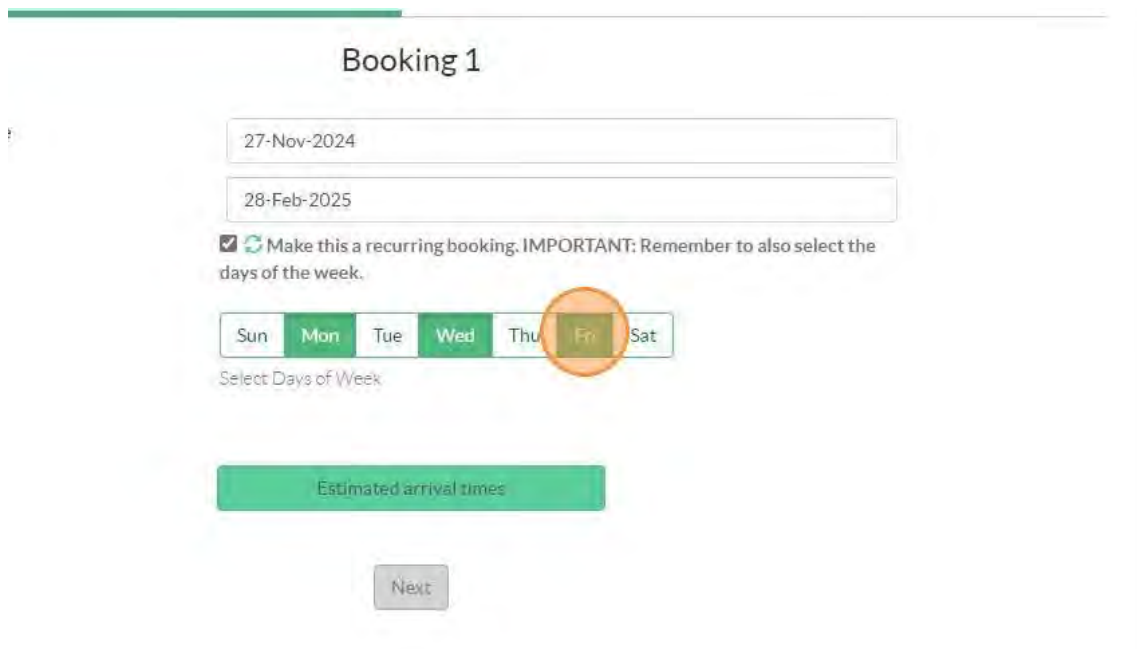 Booking 1
e
27-Nov-2024
28-Feb-2025
Make this a recurring booking. IMPORTANT: Remember to also select the
days of the week.
Sun Mon Tue Wed Thu Fri Sat
Select Days of Week
Estimated arrival times
Next